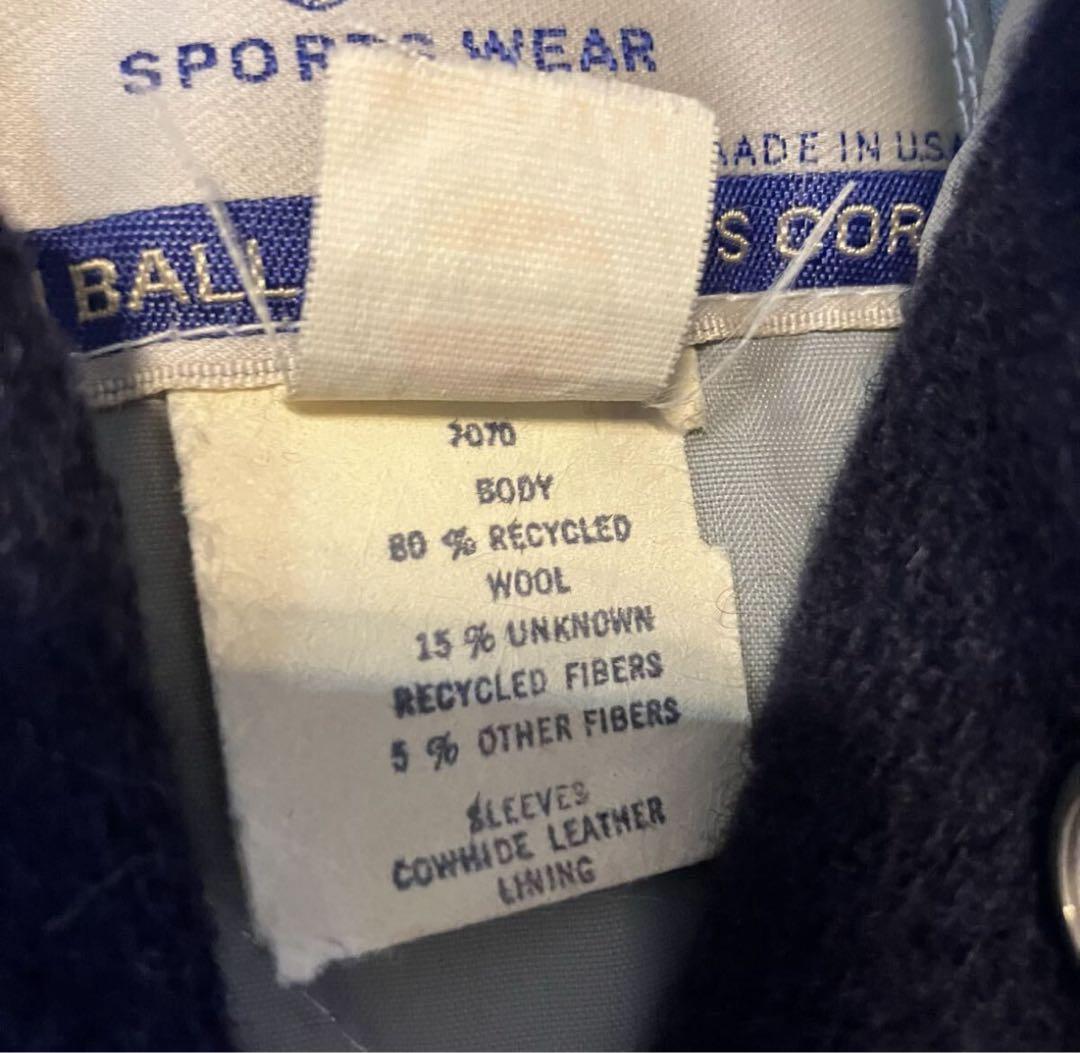 SPORTS WEAR
MADE IN USA
BALL
S COR
7070
BODY
80 % RECYCLED
WOOL
15 % UNKNOWN
RECYCLED FIBERS
5 % OTHER FIBERS
SLEEVES
COWHIDE LEATHER
LINING